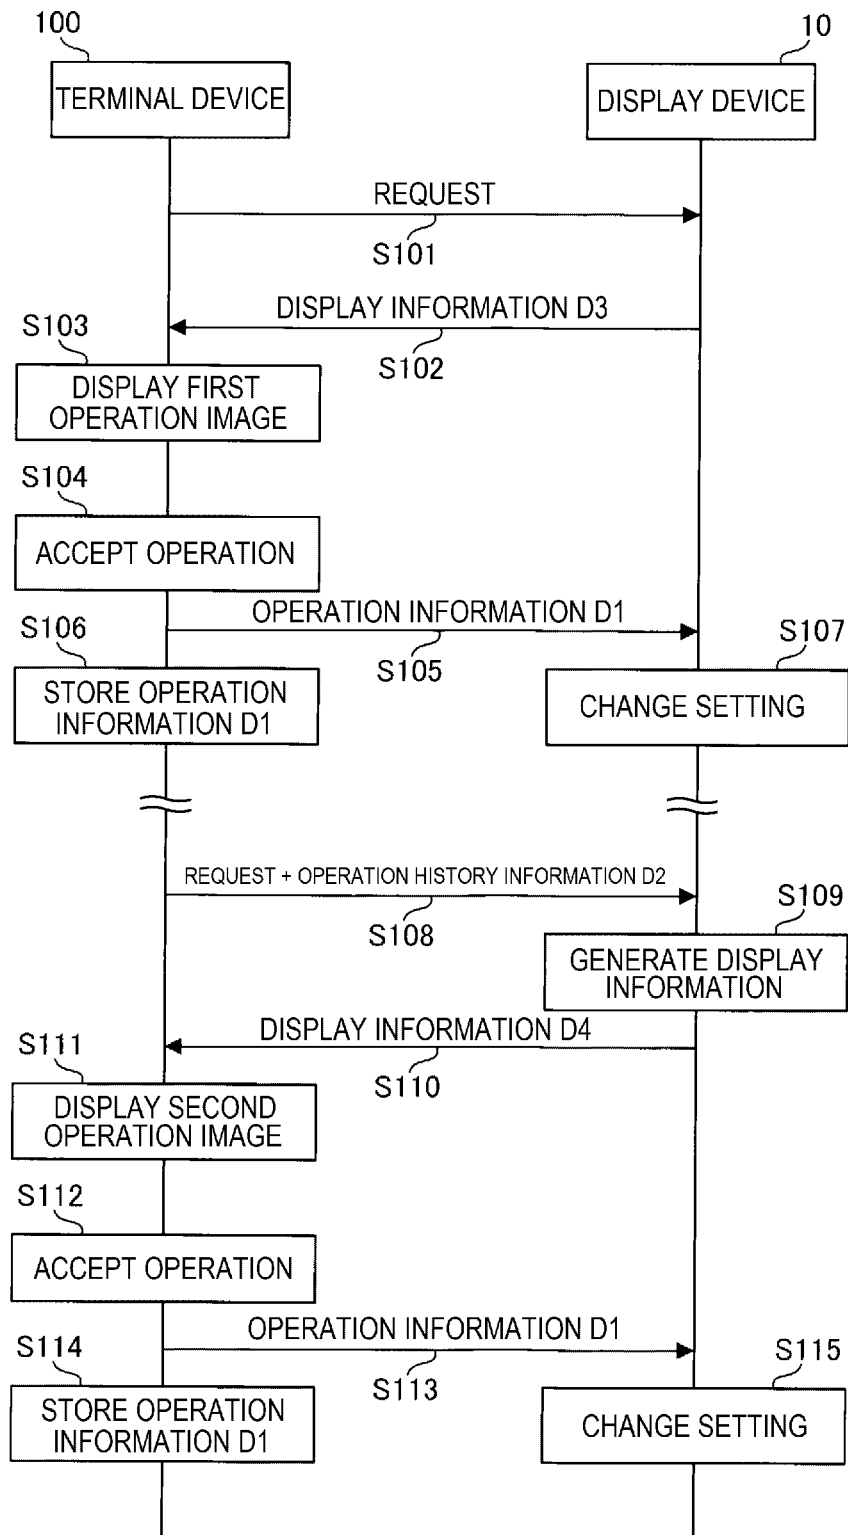 100
10
TERMINAL DEVICE
DISPLAY DEVICE
REQUEST
S101
DISPLAY INFORMATION D3
S102
S103
DISPLAY FIRST
OPERATION IMAGE
S104
ACCEPT OPERATION
OPERATION INFORMATION D1
S105
S106
STORE OPERATION
INFORMATION D1
S107
CHANGE SETTING
REQUEST + OPERATION HISTORY INFORMATION D2
S108
S109
GENERATE DISPLAY
INFORMATION
DISPLAY INFORMATION D4
S110
S111
DISPLAY SECOND
OPERATION IMAGE
S112
ACCEPT OPERATION
OPERATION INFORMATION D1
S113
S114
STORE OPERATION
INFORMATION D1
S115
CHANGE SETTING